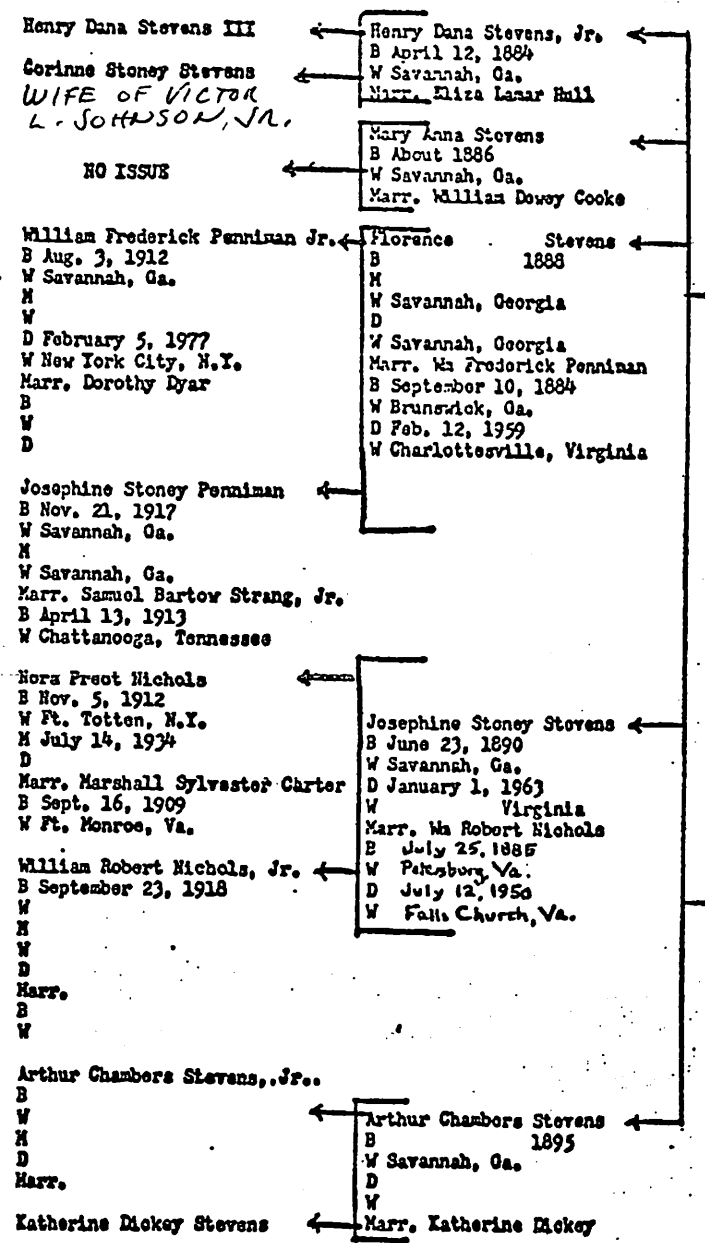 Henry Dana Stevens III
Corinne Stoney Stevens
WIFE OF VICTOR
L. JOHNSON, JR.
NO ISSUE
William Frederick Penniman Jr.
B Aug. 3, 1912
W Savannah, Ga.
M
W
D February 5, 1977
W New York City, N.Y.
Marr. Dorothy Dyar
B
W
D
Josephine Stoney Penniman
B Nov. 21, 1917
W Savannah, Ga.
M
W Savannah, Ga.
Marr. Samuel Bartow Strang, Jr.
B April 13, 1913
W Chattanooga, Tennessee
Nora Preot Nichols
B Nov. 5, 1912
W Ft. Totten, N.Y.
M July 14, 1934
D
Marr. Marshall Sylvester Carter
B Sept. 16, 1909
W Ft. Monroe, Va.
William Robert Nichols, Jr.
B September 23, 1918
W
M
W
D
Marr.
B
W
Arthur Chambers Stevens,.Jr..
B
W
M
D
Marr.
Katherine Dickey Stevens
Henry Dana Stevens, Jr.
B April 12, 1884
W Savannah, Ga.
Marr. Eliza Lamar Hull
Mary Anna Stevens
B About 1886
W Savannah, Ga.
Marr. William Dewey Cooke
Florence Stevens
B 1888
M
W Savannah, Georgia
D
W Savannah, Georgia
Marr. Wm Frederick Penniman
B September 10, 1884
W Brunswick, Ga.
D Feb. 12, 1959
W Charlottesville, Virginia
Josephine Stoney Stevens
B June 23, 1890
W Savannah, Ga.
D January 1, 1963
W Virginia
Marr. Wm Robert Nichols
B July 25, 1885
W Petersburg, Va.
D July 12, 1950
W Falls Church, Va.
Arthur Chambers Stevens
B 1895
W Savannah, Ga.
D
W
Marr. Katherine Dickey